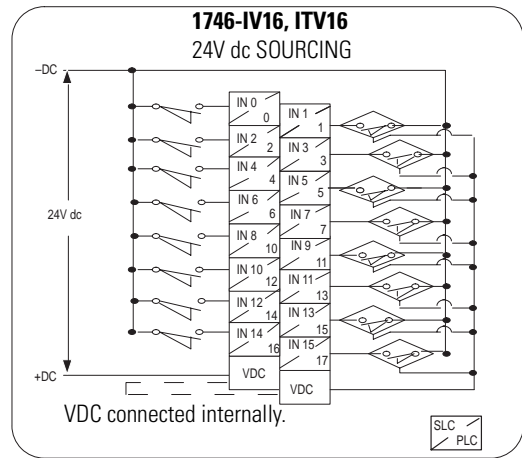 1746-IV16, ITV16
24V dc SOURCING
–DC
IN 0
0
IN 1
1
IN 2
2
IN 3
3
IN 4
4
IN 5
5
24V dc
IN 6
6
IN 7
7
IN 8
10
IN 9
11
IN 10
12
IN 11
13
IN 12
14
IN 13
15
IN 14
16
IN 15
17
+DC
VDC
VDC
VDC connected internally.
SLC
PLC